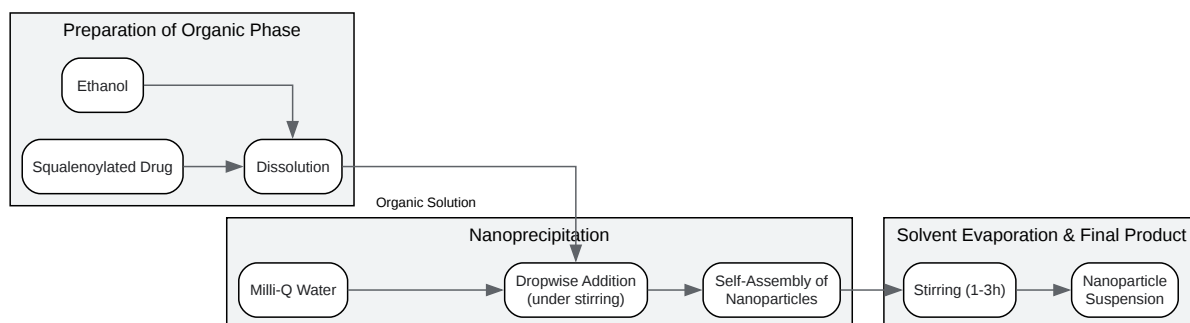 Preparation of Organic Phase
Ethanol
Squalenoylated Drug
Dissolution
Organic Solution
Nanoprecipitation
Milli-Q Water
Dropwise Addition
(under stirring)
Self-Assembly of
Nanoparticles
Solvent Evaporation & Final Product
Stirring (1-3h)
Nanoparticle
Suspension